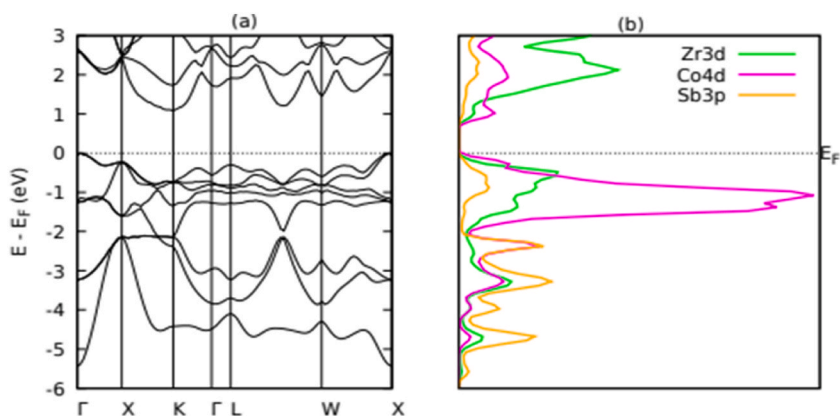 (a)
(b)
3
2
1
0
-1
-2
-3
-4
-5
-6
E - E_F (eV)
Γ X K Γ L W X
Zr3d
Co4d
Sb3p
E_F